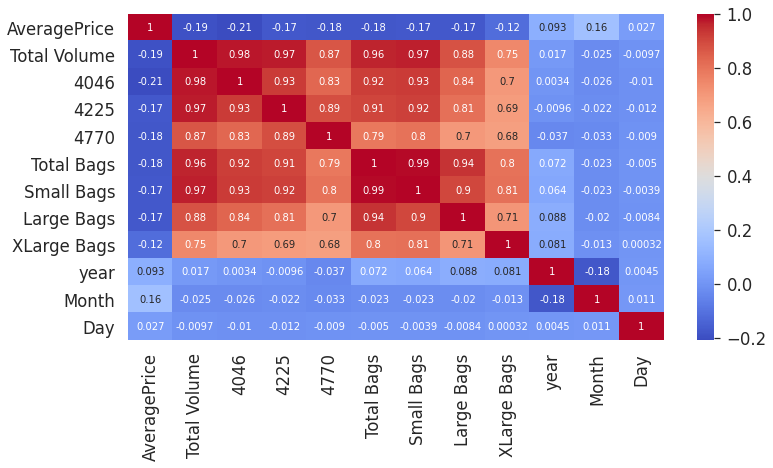 AveragePrice 1 -0.19 -0.21 -0.17 -0.18 -0.18 -0.17 -0.17 -0.12 0.093 0.16 0.027
Total Volume -0.19 1 0.98 0.97 0.87 0.96 0.97 0.88 0.75 0.017 -0.025 -0.0097
4046 -0.21 0.98 1 0.93 0.83 0.92 0.93 0.84 0.7 0.0034 -0.026 -0.01
4225 -0.17 0.97 0.93 1 0.89 0.91 0.92 0.81 0.69 -0.0096 -0.022 -0.012
4770 -0.18 0.87 0.83 0.89 1 0.79 0.8 0.7 0.68 -0.037 -0.033 -0.009
Total Bags -0.18 0.96 0.92 0.91 0.79 1 0.99 0.94 0.8 0.072 -0.023 -0.005
Small Bags -0.17 0.97 0.93 0.92 0.8 0.99 1 0.9 0.81 0.064 -0.023 -0.0039
Large Bags -0.17 0.88 0.84 0.81 0.7 0.94 0.9 1 0.71 0.088 -0.02 -0.0084
XLarge Bags -0.12 0.75 0.7 0.69 0.68 0.8 0.81 0.71 1 0.081 -0.013 0.00032
year 0.093 0.017 0.0034 -0.0096 -0.037 0.072 0.064 0.088 0.081 1 -0.18 0.0045
Month 0.16 -0.025 -0.026 -0.022 -0.033 -0.023 -0.023 -0.02 -0.013 -0.18 1 0.011
Day 0.027 -0.0097 -0.01 -0.012 -0.009 -0.005 -0.0039 -0.0084 0.00032 0.0045 0.011 1
AveragePrice
Total Volume
4046
4225
4770
Total Bags
Small Bags
Large Bags
XLarge Bags
year
Month
Day
1.0
0.8
0.6
0.4
0.2
0.0
−0.2